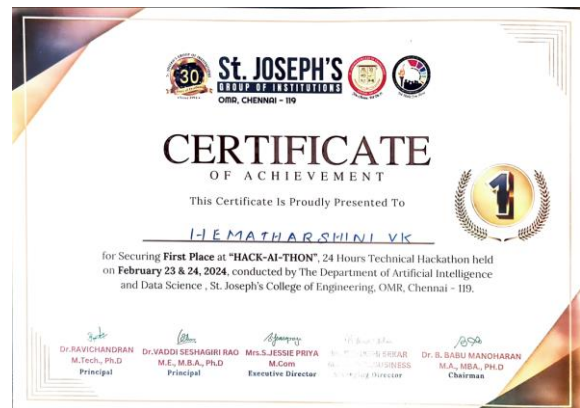 30
St. JOSEPH'S
GROUP OF INSTITUTIONS
OMR, CHENNAI - 119
CERTIFICATE
OF ACHIEVEMENT
This Certificate Is Proudly Presented To
1
HEMATHARSHINI VK
for Securing First Place at "HACK-AI-THON", 24 Hours Technical Hackathon held
on February 23 & 24, 2024, conducted by The Department of Artificial Intelligence
and Data Science , St. Joseph's College of Engineering, OMR, Chennai - 119.
Dr.RAVICHANDRAN
M.Tech., Ph.D
Principal
Dr.VADDI SESHAGIRI RAO
M.E., M.B.A., Ph.D
Principal
Mrs.S.JESSIE PRIYA
M.Com
Executive Director
BUSINESS
Director
Dr. B. BABU MANOHARAN
M.A., MBA., PH.D
Chairman